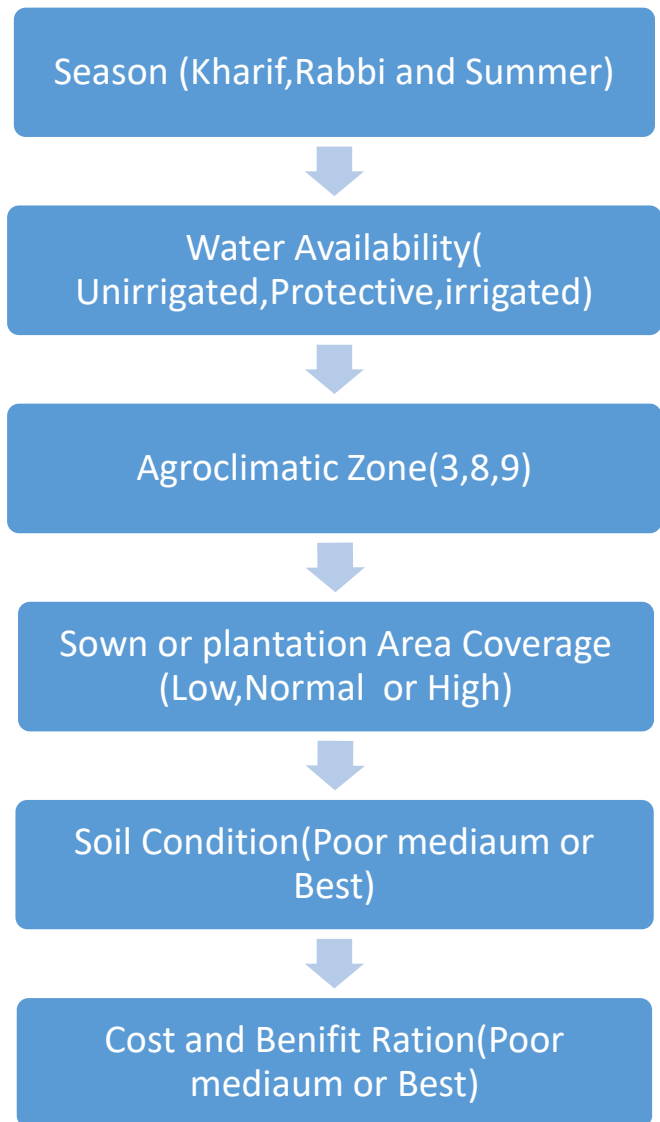 Season (Kharif,Rabbi and Summer)
Water Availability(
Unirrigated,Protective,irrigated)
Agroclimatic Zone(3,8,9)
Sown or plantation Area Coverage
(Low,Normal or High)
Soil Condition(Poor mediaum or
Best)
Cost and Benifit Ration(Poor
mediaum or Best)